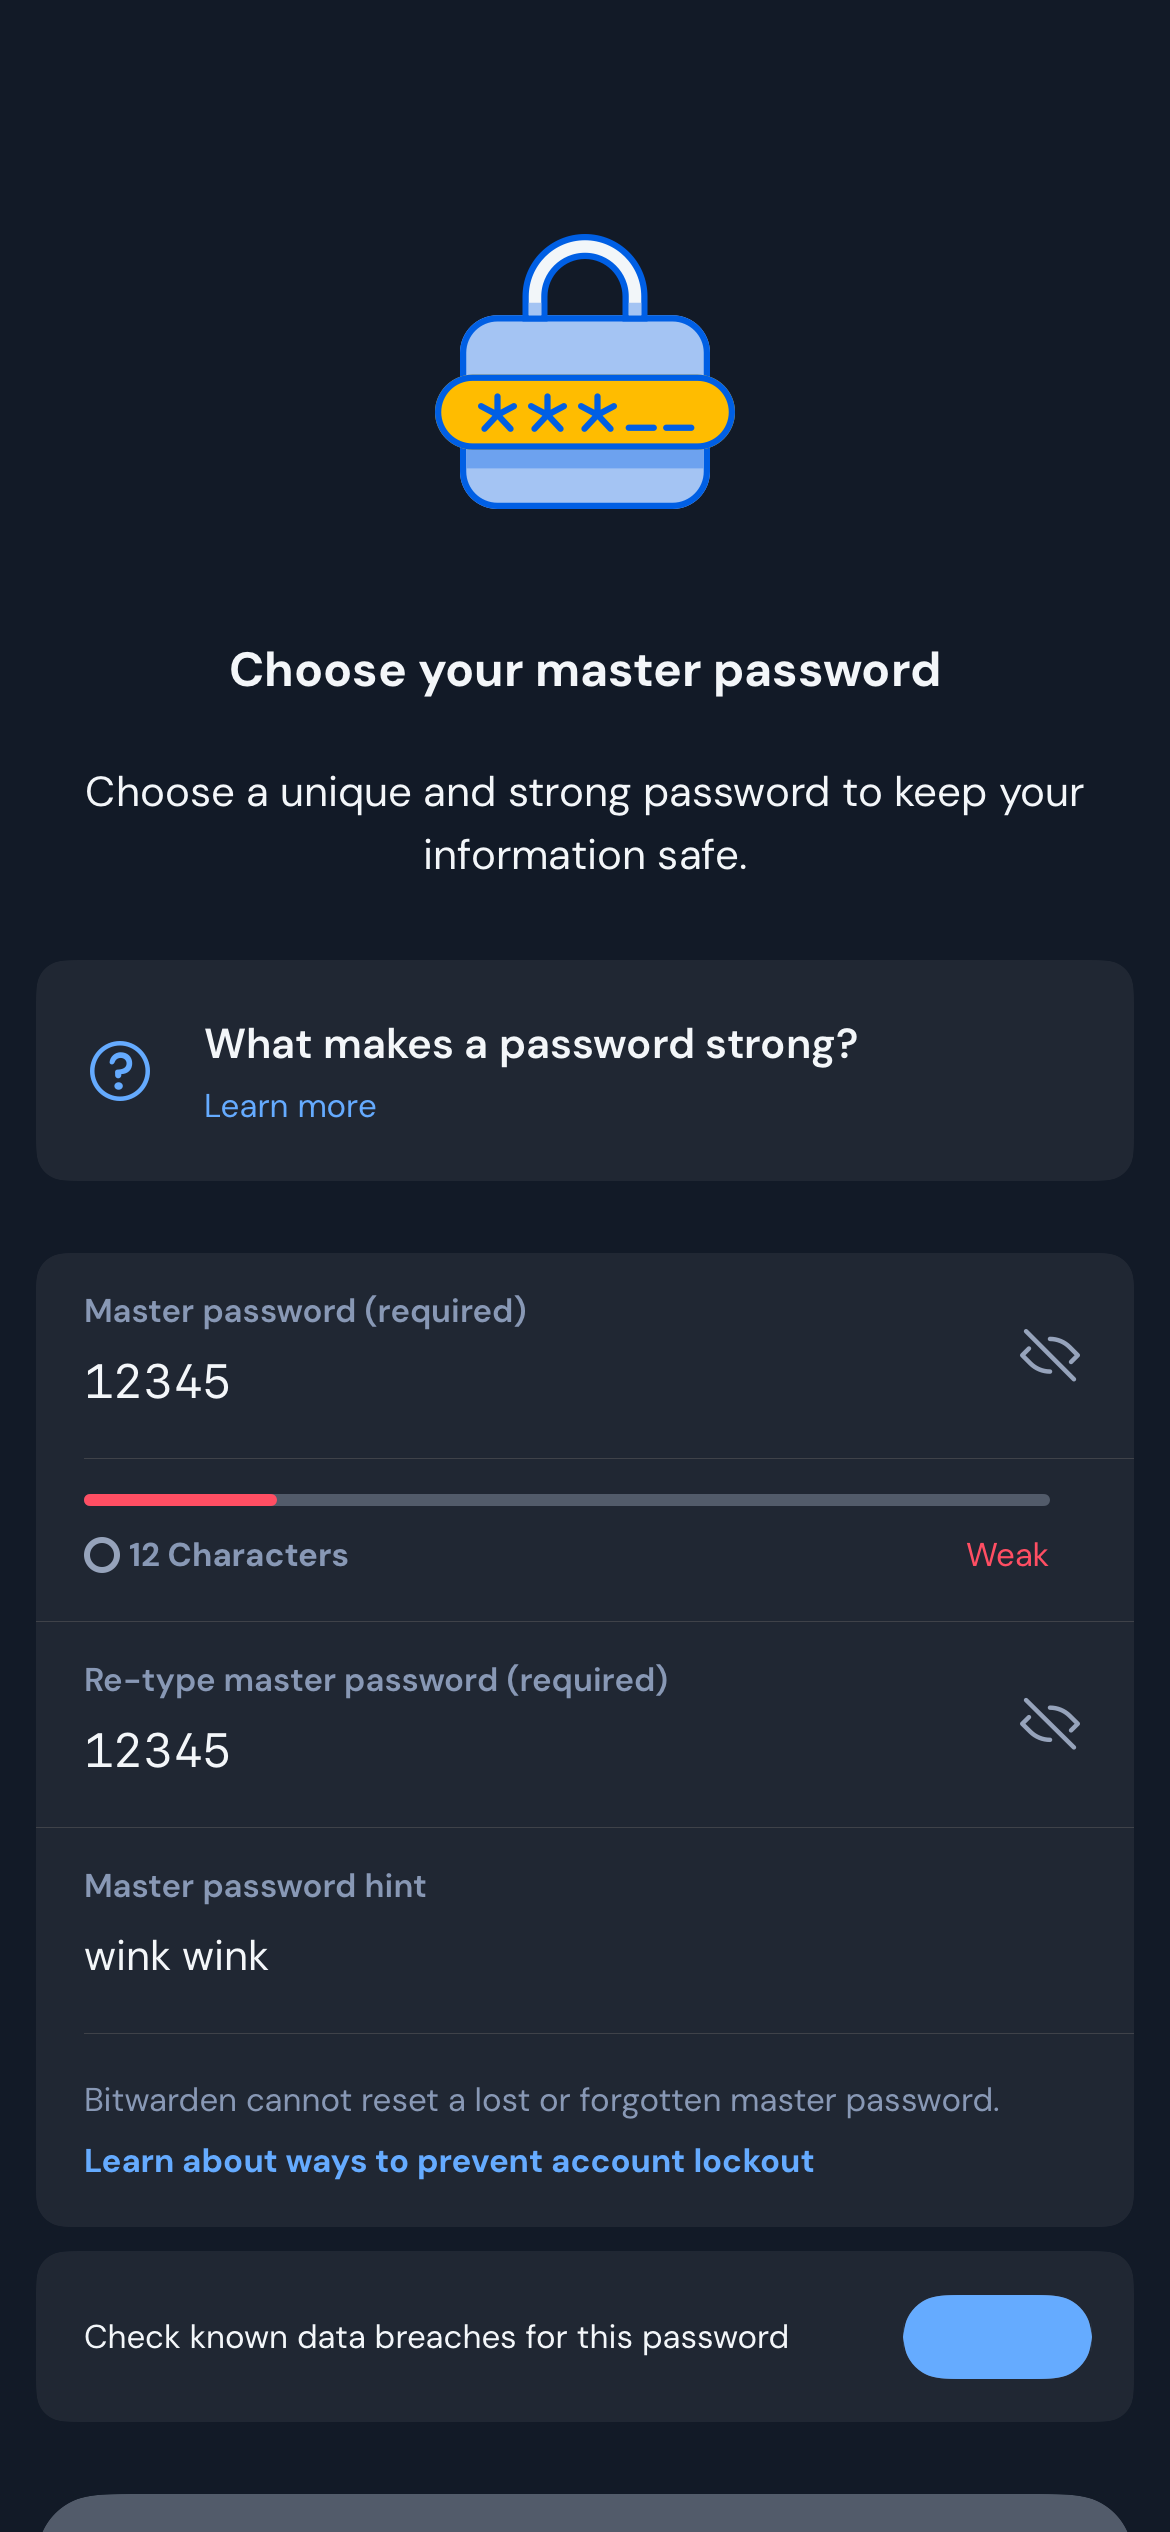 ***__
Choose your master password
Choose a unique and strong password to keep your
information safe.
What makes a password strong?
Learn more
Master password (required)
12345
12 Characters
Weak
Re-type master password (required)
12345
Master password hint
wink wink
Bitwarden cannot reset a lost or forgotten master password.
Learn about ways to prevent account lockout
Check known data breaches for this password